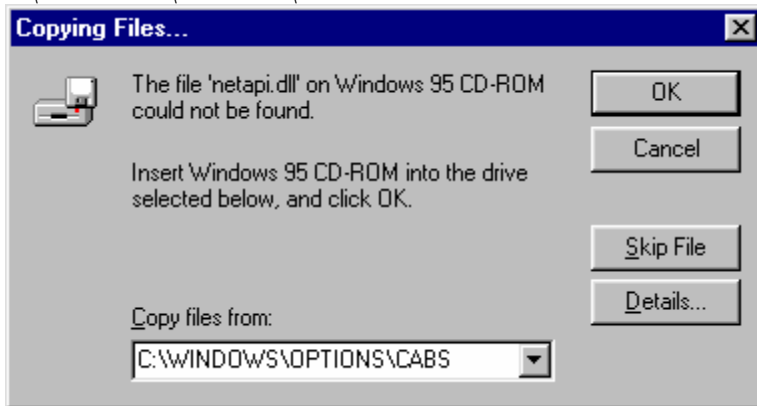 Copying Files...
The file 'netapi.dll' on Windows 95 CD-ROM
could not be found.
OK
Cancel
Insert Windows 95 CD-ROM into the drive
selected below, and click OK.
Skip File
Details...
Copy files from:
C:\WINDOWS\OPTIONS\CABS